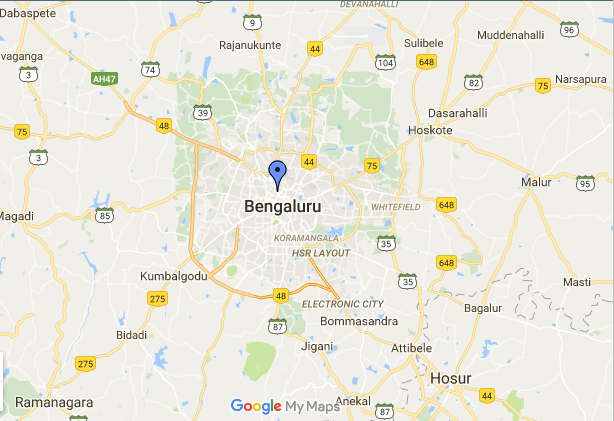 DEVANAHALLI
Dabaspete
96
9
Muddenahalli
Rajanukunte
44
Sulibele
vaganga
104
648
74
3
AH47
82
75
Narsapura
39
Dasarahalli
48
75
Hoskote
3
44
75
Malur
95
Bengaluru
WHITEFIELD
648
Magadi
85
KORAMANGALA
35
HSR LAYOUT
648
Kumbalgodu
35
Masti
275
48
ELECTRONIC CITY
Bagalur
87
Bommasandra
Bidadi
Jigani
Attibele
275
Hosur
44
Ramanagara
Google My Maps
Anekal
87